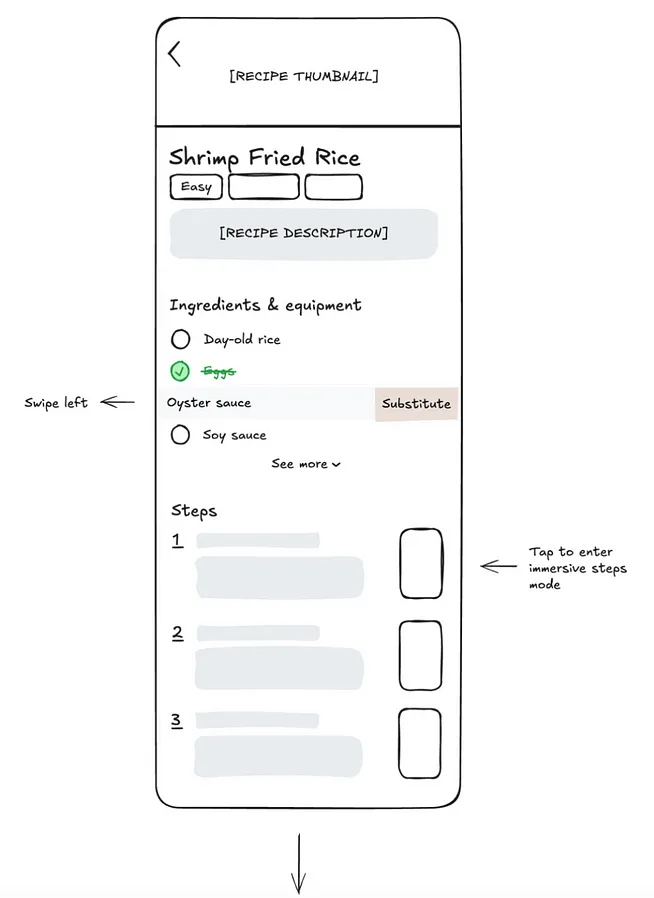 [RECIPE THUMBNAIL]
Shrimp Fried Rice
Easy
[RECIPE DESCRIPTION]
Ingredients & equipment
Day-old rice
Eggs
Swipe left
Oyster sauce
Substitute
Soy sauce
See more
Steps
1
Tap to enter
immersive steps
mode
2
3